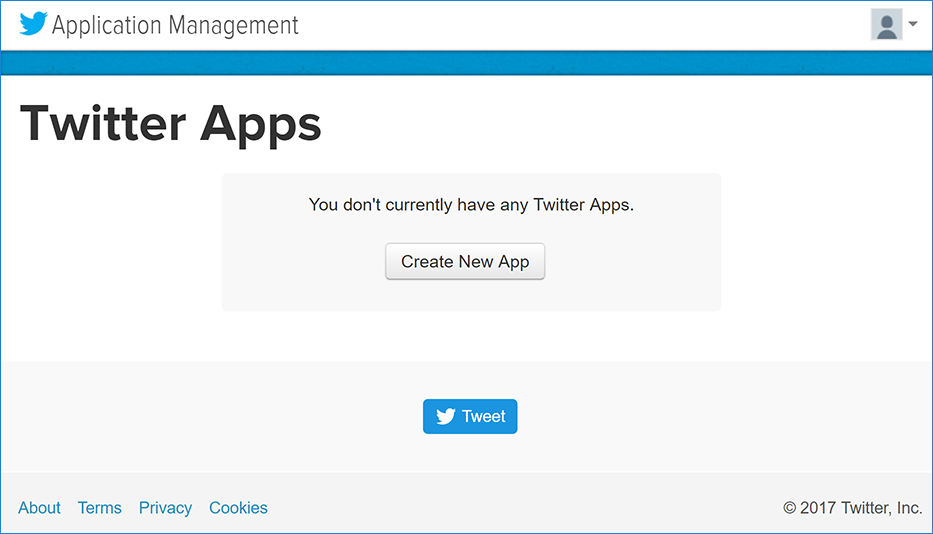 Application Management
Twitter Apps
You don't currently have any Twitter Apps.
Create New App
Tweet
About Terms Privacy Cookies © 2017 Twitter, Inc.